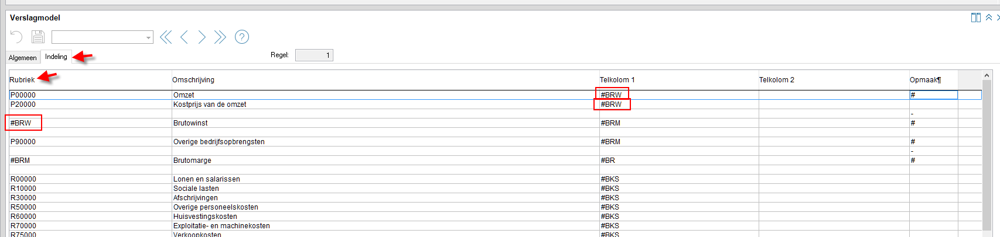 Verslagmodel
Algemeen Indeling Regel: 1
Rubriek Omschrijving Telkolom 1 Telkolom 2 Opmaak¶
P00000 Omzet #BRW #
P20000 Kostprijs van de omzet #BRW
-
#BRW Brutowinst #BRM #
P90000 Overige bedrijfsopbrengsten #BRM #
-
#BRM Brutomarge #BR #
R00000 Lonen en salarissen #BKS
R10000 Sociale lasten #BKS
R30000 Afschrijvingen #BKS
R50000 Overige personeelskosten #BKS
R60000 Huisvestingskosten #BKS
R70000 Exploitatie- en machinekosten #BKS
R75000 Verkoopkosten #BKS